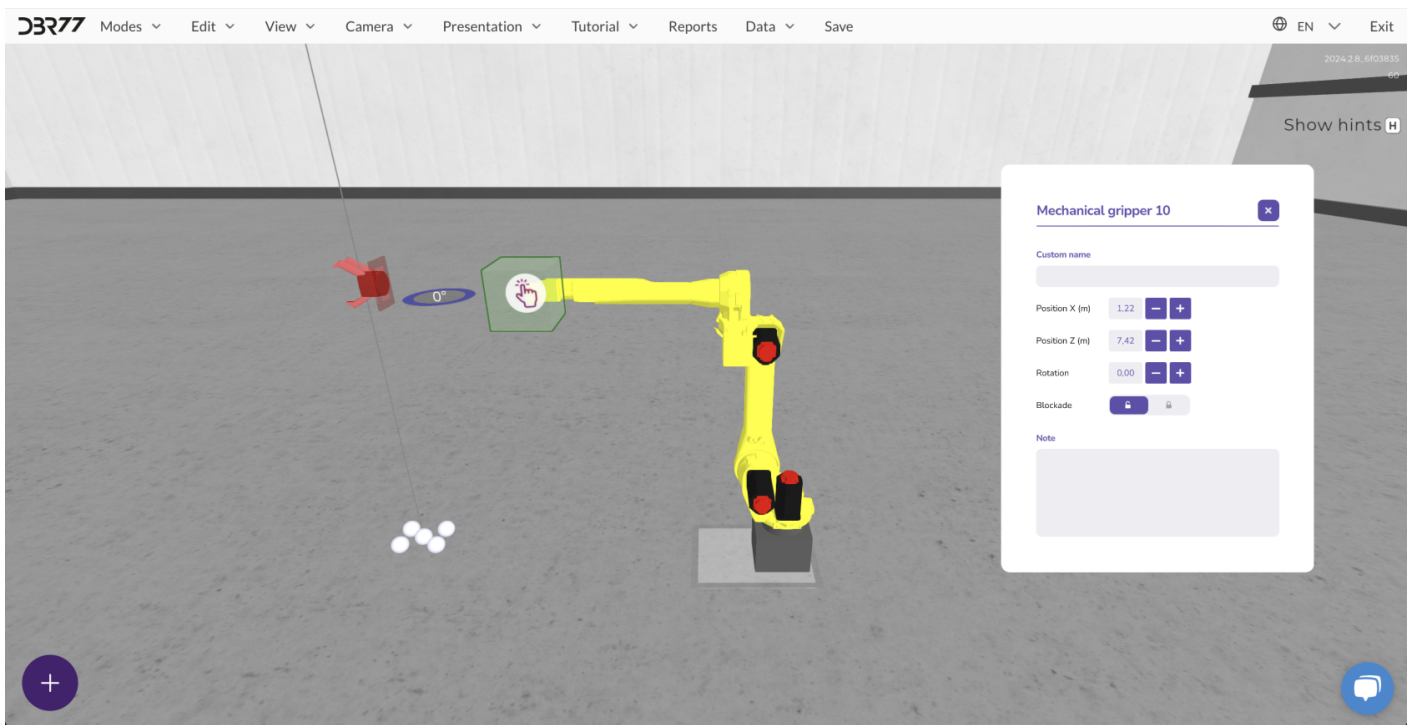 DBR77 Modes Edit View Camera Presentation Tutorial Reports Data Save EN Exit
2024.2.8_6f03835
60
Show hints H
Mechanical gripper 10
Custom name
Position X (m) 1,22 − +
Position Z (m) 7,42 − +
Rotation 0,00 − +
Blockade
Note
0°
+